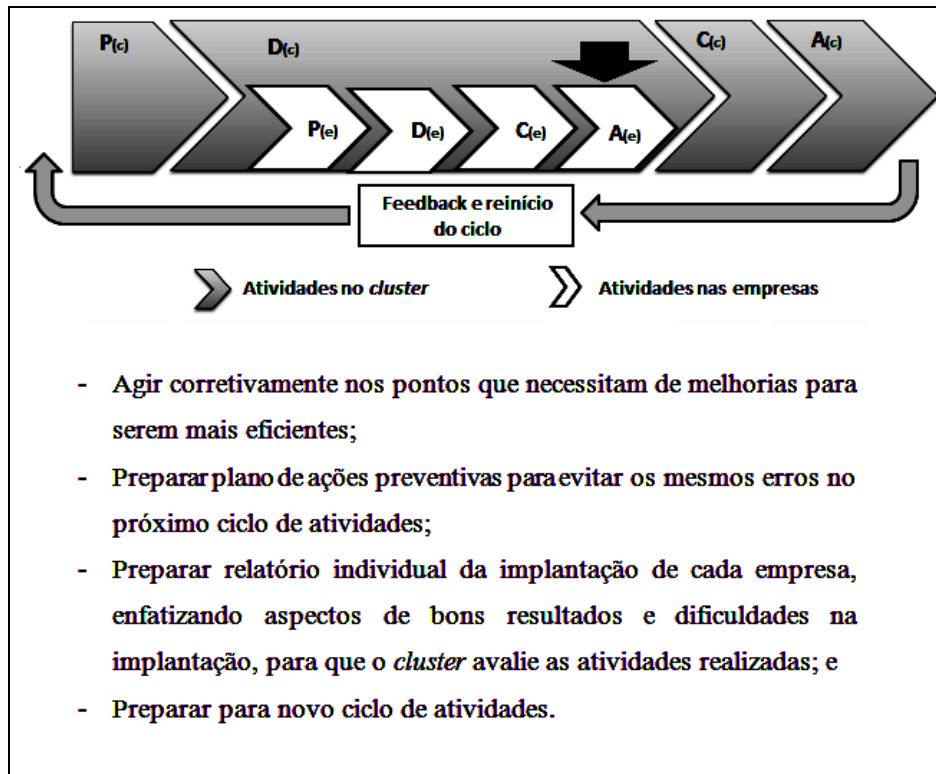 P(c)
D(c)
C(c)
A(c)
P(e)
D(e)
C(e)
A(e)
Feedback e reinício
do ciclo
Atividades no cluster
Atividades nas empresas
- Agir corretivamente nos pontos que necessitam de melhorias para
serem mais eficientes;
- Preparar plano de ações preventivas para evitar os mesmos erros no
próximo ciclo de atividades;
- Preparar relatório individual da implantação de cada empresa,
enfatizando aspectos de bons resultados e dificuldades na
implantação, para que o cluster avalie as atividades realizadas; e
- Preparar para novo ciclo de atividades.